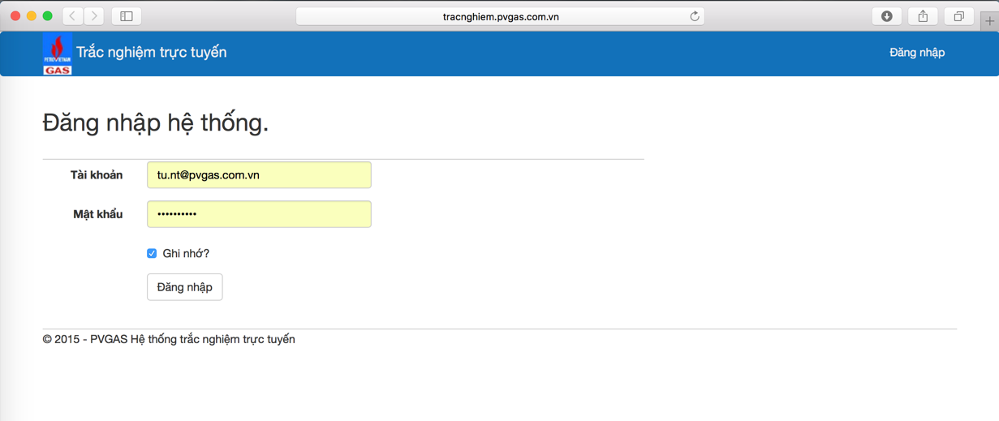 tracnghiem.pvgas.com.vn
PETROVIETNAM
GAS
Trắc nghiệm trực tuyến
Đăng nhập
Đăng nhập hệ thống.
Tài khoản
tu.nt@pvgas.com.vn
Mật khẩu
••••••••••
Ghi nhớ?
Đăng nhập
© 2015 - PVGAS Hệ thống trắc nghiệm trực tuyến